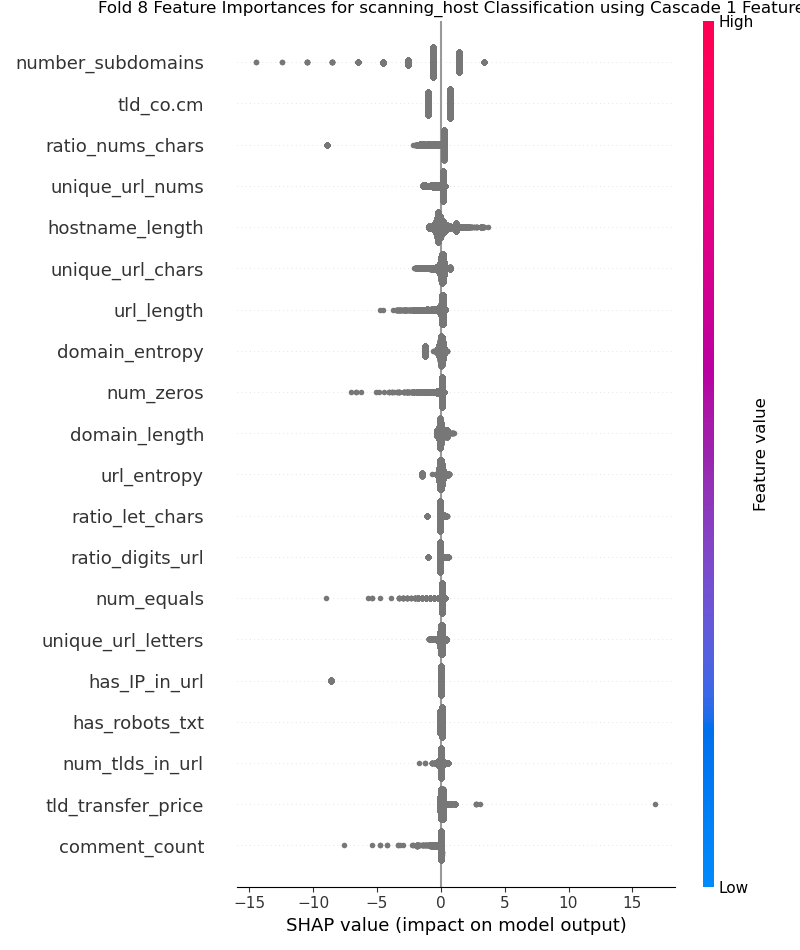 Fold 8 Feature Importances for scanning_host Classification using Cascade 1 Feature
High
number_subdomains
tld_co.cm
ratio_nums_chars
unique_url_nums
hostname_length
unique_url_chars
url_length
domain_entropy
num_zeros
domain_length
url_entropy
ratio_let_chars
ratio_digits_url
num_equals
unique_url_letters
has_IP_in_url
has_robots_txt
num_tlds_in_url
tld_transfer_price
comment_count
Feature value
Low
−15 −10 −5 0 5 10 15
SHAP value (impact on model output)